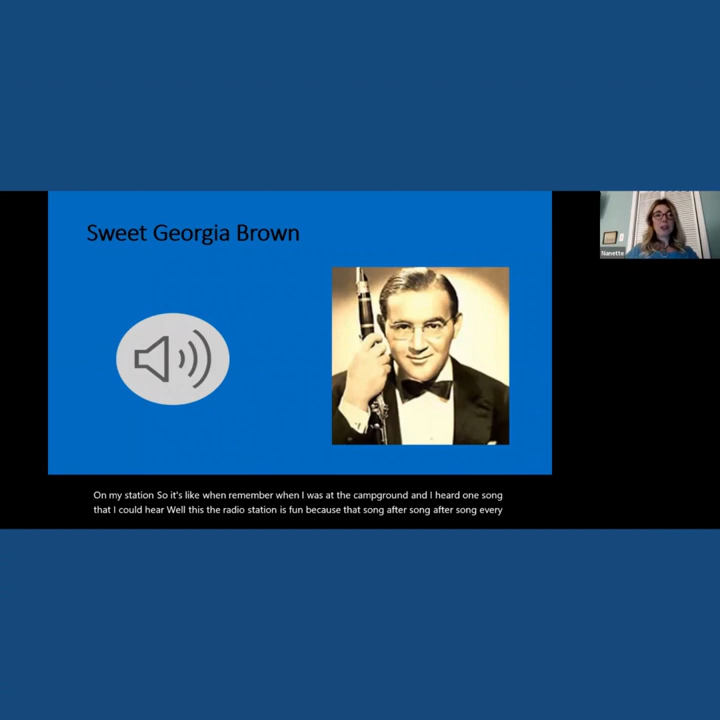 Sweet Georgia Brown
Nanette
On my station So it's like when remember when I was at the campground and I heard one song
that I could hear Well this the radio station is fun because that song after song after song every